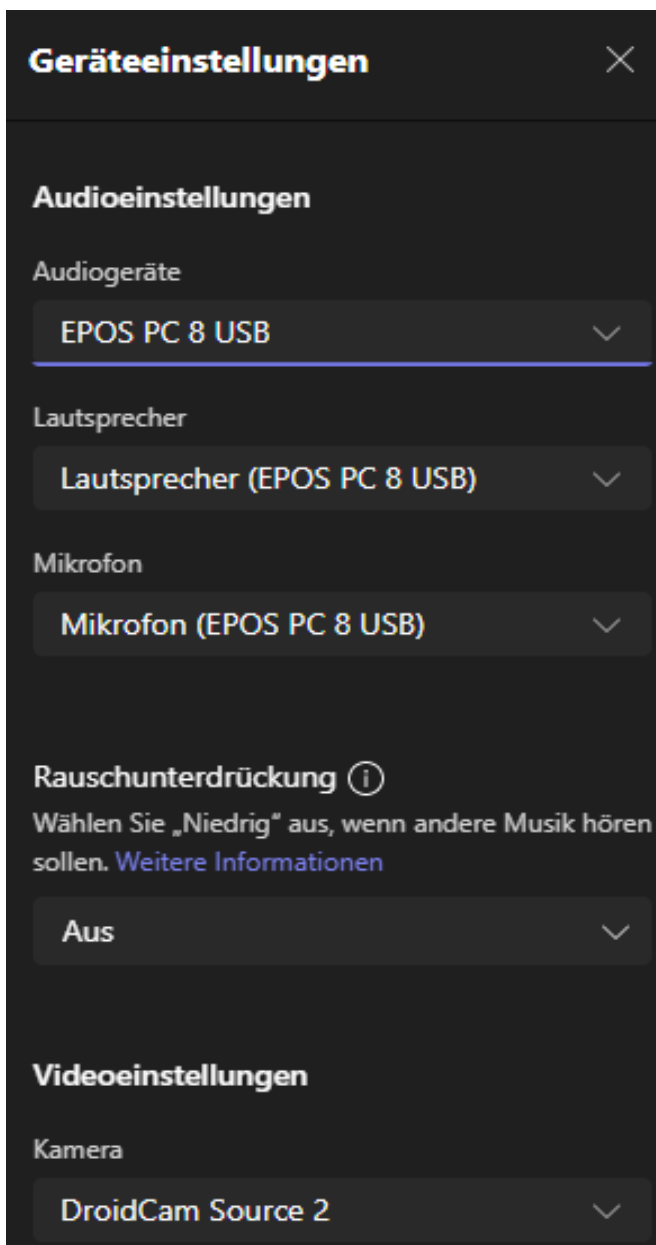 Geräteeinstellungen
Audioeinstellungen
Audiogeräte
EPOS PC 8 USB
Lautsprecher
Lautsprecher (EPOS PC 8 USB)
Mikrofon
Mikrofon (EPOS PC 8 USB)
Rauschunterdrückung
Wählen Sie „Niedrig" aus, wenn andere Musik hören
sollen. Weitere Informationen
Aus
Videoeinstellungen
Kamera
DroidCam Source 2